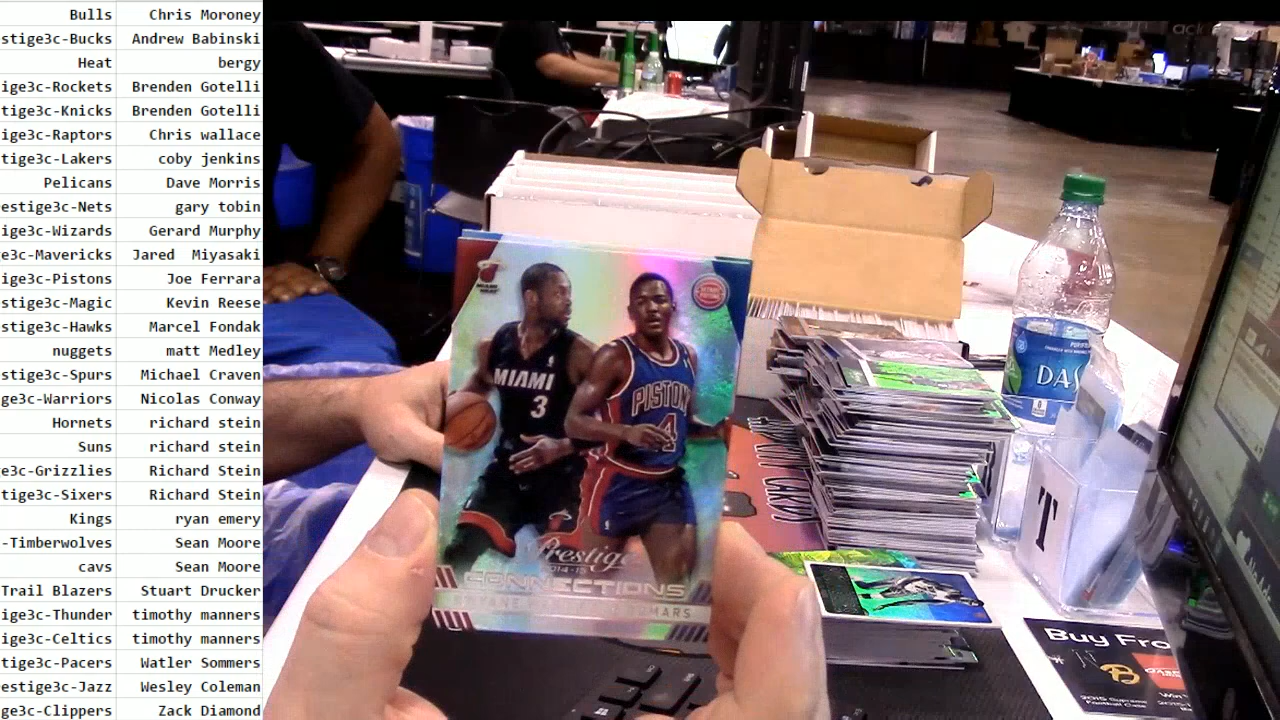 Bulls Chris Moroney
stige3c-Bucks Andrew Babinski
Heat bergy
ige3c-Rockets Brenden Gotelli
tige3c-Knicks Brenden Gotelli
ige3c-Raptors Chris wallace
tige3c-Lakers coby jenkins
Pelicans Dave Morris
estige3c-Nets gary tobin
ige3c-Wizards Gerard Murphy
e3c-Mavericks Jared Miyasaki
ige3c-Pistons Joe Ferrara
stige3c-Magic Kevin Reese
stige3c-Hawks Marcel Fondak
nuggets matt Medley
stige3c-Spurs Michael Craven
ge3c-Warriors Nicolas Conway
Hornets richard stein
Suns richard stein
e3c-Grizzlies Richard Stein
tige3c-Sixers Richard Stein
Kings ryan emery
-Timberwolves Sean Moore
cavs Sean Moore
Trail Blazers Stuart Drucker
ige3c-Thunder timothy manners
ige3c-Celtics timothy manners
tige3c-Pacers Watler Sommers
estige3c-Jazz Wesley Coleman
ge3c-Clippers Zack Diamond
MIAMI
3
PISTONS
4
Prestige
2014-15
CONNECTIONS
DAS
T
Buy Fro
B